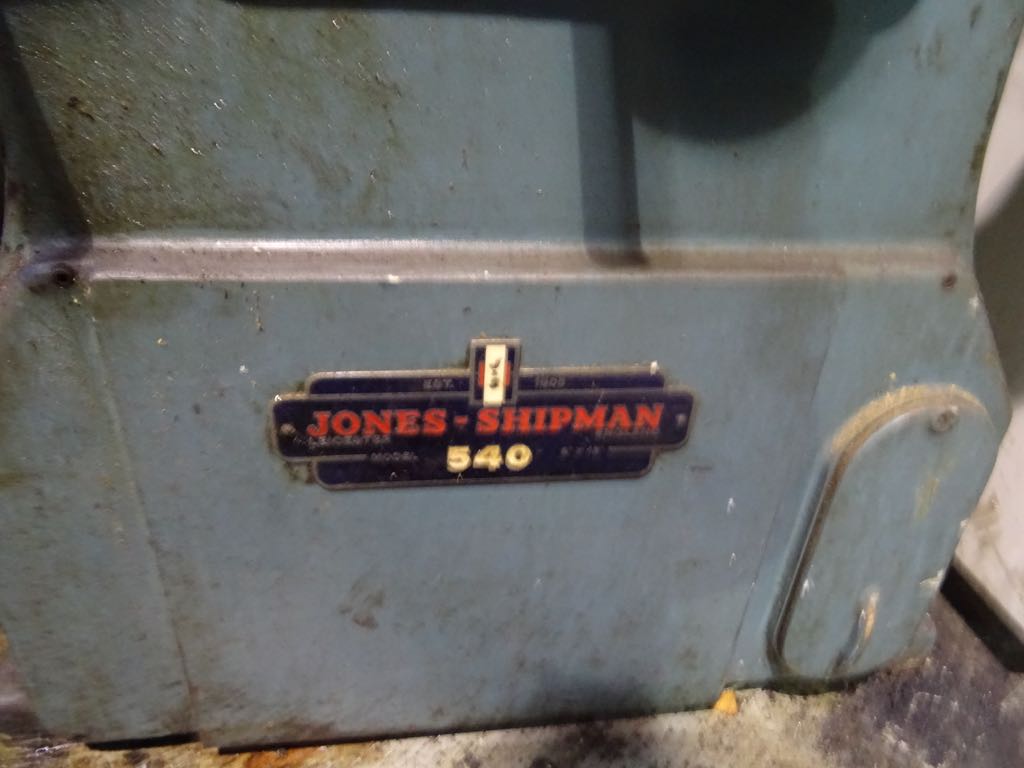 EST. 1899
JONES-SHIPMAN
LEICESTER ENGLAND
MODEL 540